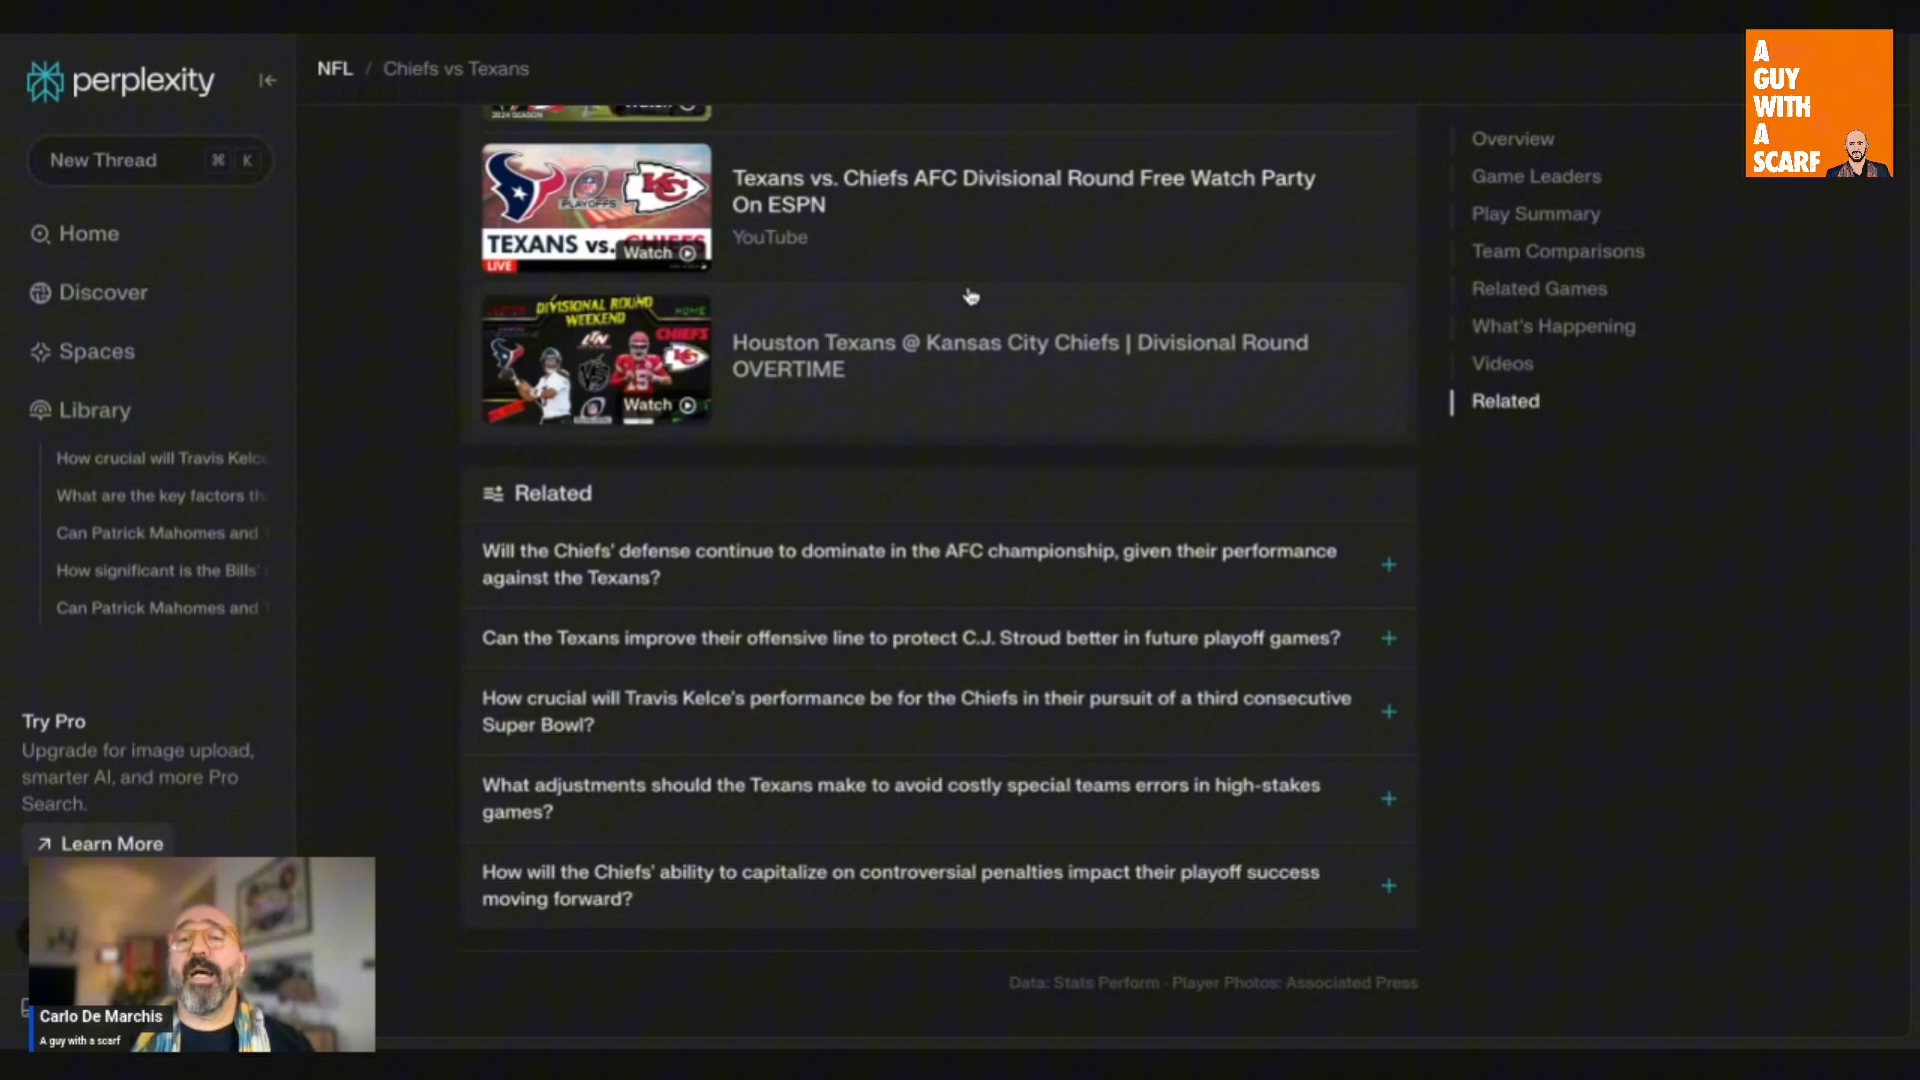 perplexity
New Thread
⌘ K
Home
Discover
Spaces
Library
How crucial will Travis Kelc
What are the key factors th
Can Patrick Mahomes and
How significant is the Bills'
Can Patrick Mahomes and
Try Pro
Upgrade for image upload,
smarter AI, and more Pro
Search.
Learn More
NFL / Chiefs vs Texans
2024 SEASON
PLAYOFFS
TEXANS vs. CHIEFS
Watch
LIVE
Texans vs. Chiefs AFC Divisional Round Free Watch Party
On ESPN
YouTube
DIVISIONAL ROUND
WEEKEND
HOME
CHIEFS
VS
Watch
Houston Texans @ Kansas City Chiefs | Divisional Round
OVERTIME
Related
Will the Chiefs' defense continue to dominate in the AFC championship, given their performance
against the Texans?
Can the Texans improve their offensive line to protect C.J. Stroud better in future playoff games?
How crucial will Travis Kelce's performance be for the Chiefs in their pursuit of a third consecutive
Super Bowl?
What adjustments should the Texans make to avoid costly special teams errors in high-stakes
games?
How will the Chiefs' ability to capitalize on controversial penalties impact their playoff success
moving forward?
Data: Stats Perform · Player Photos: Associated Press
Overview
Game Leaders
Play Summary
Team Comparisons
Related Games
What's Happening
Videos
Related
A
GUY
WITH
A
SCARF
Carlo De Marchis
A guy with a scarf